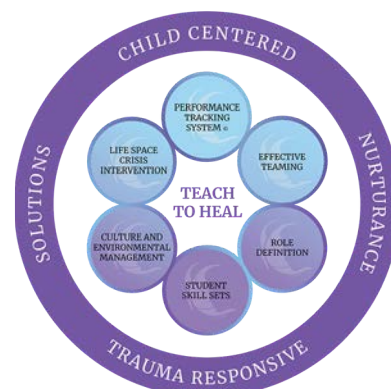 CHILD CENTERED
NURTURANCE
TRAUMA RESPONSIVE
SOLUTIONS
PERFORMANCE
TRACKING
SYSTEM ©
EFFECTIVE
TEAMING
ROLE
DEFINITION
STUDENT
SKILL SETS
CULTURE AND
ENVIRONMENTAL
MANAGEMENT
LIFE SPACE
CRISIS
INTERVENTION
TEACH
TO HEAL